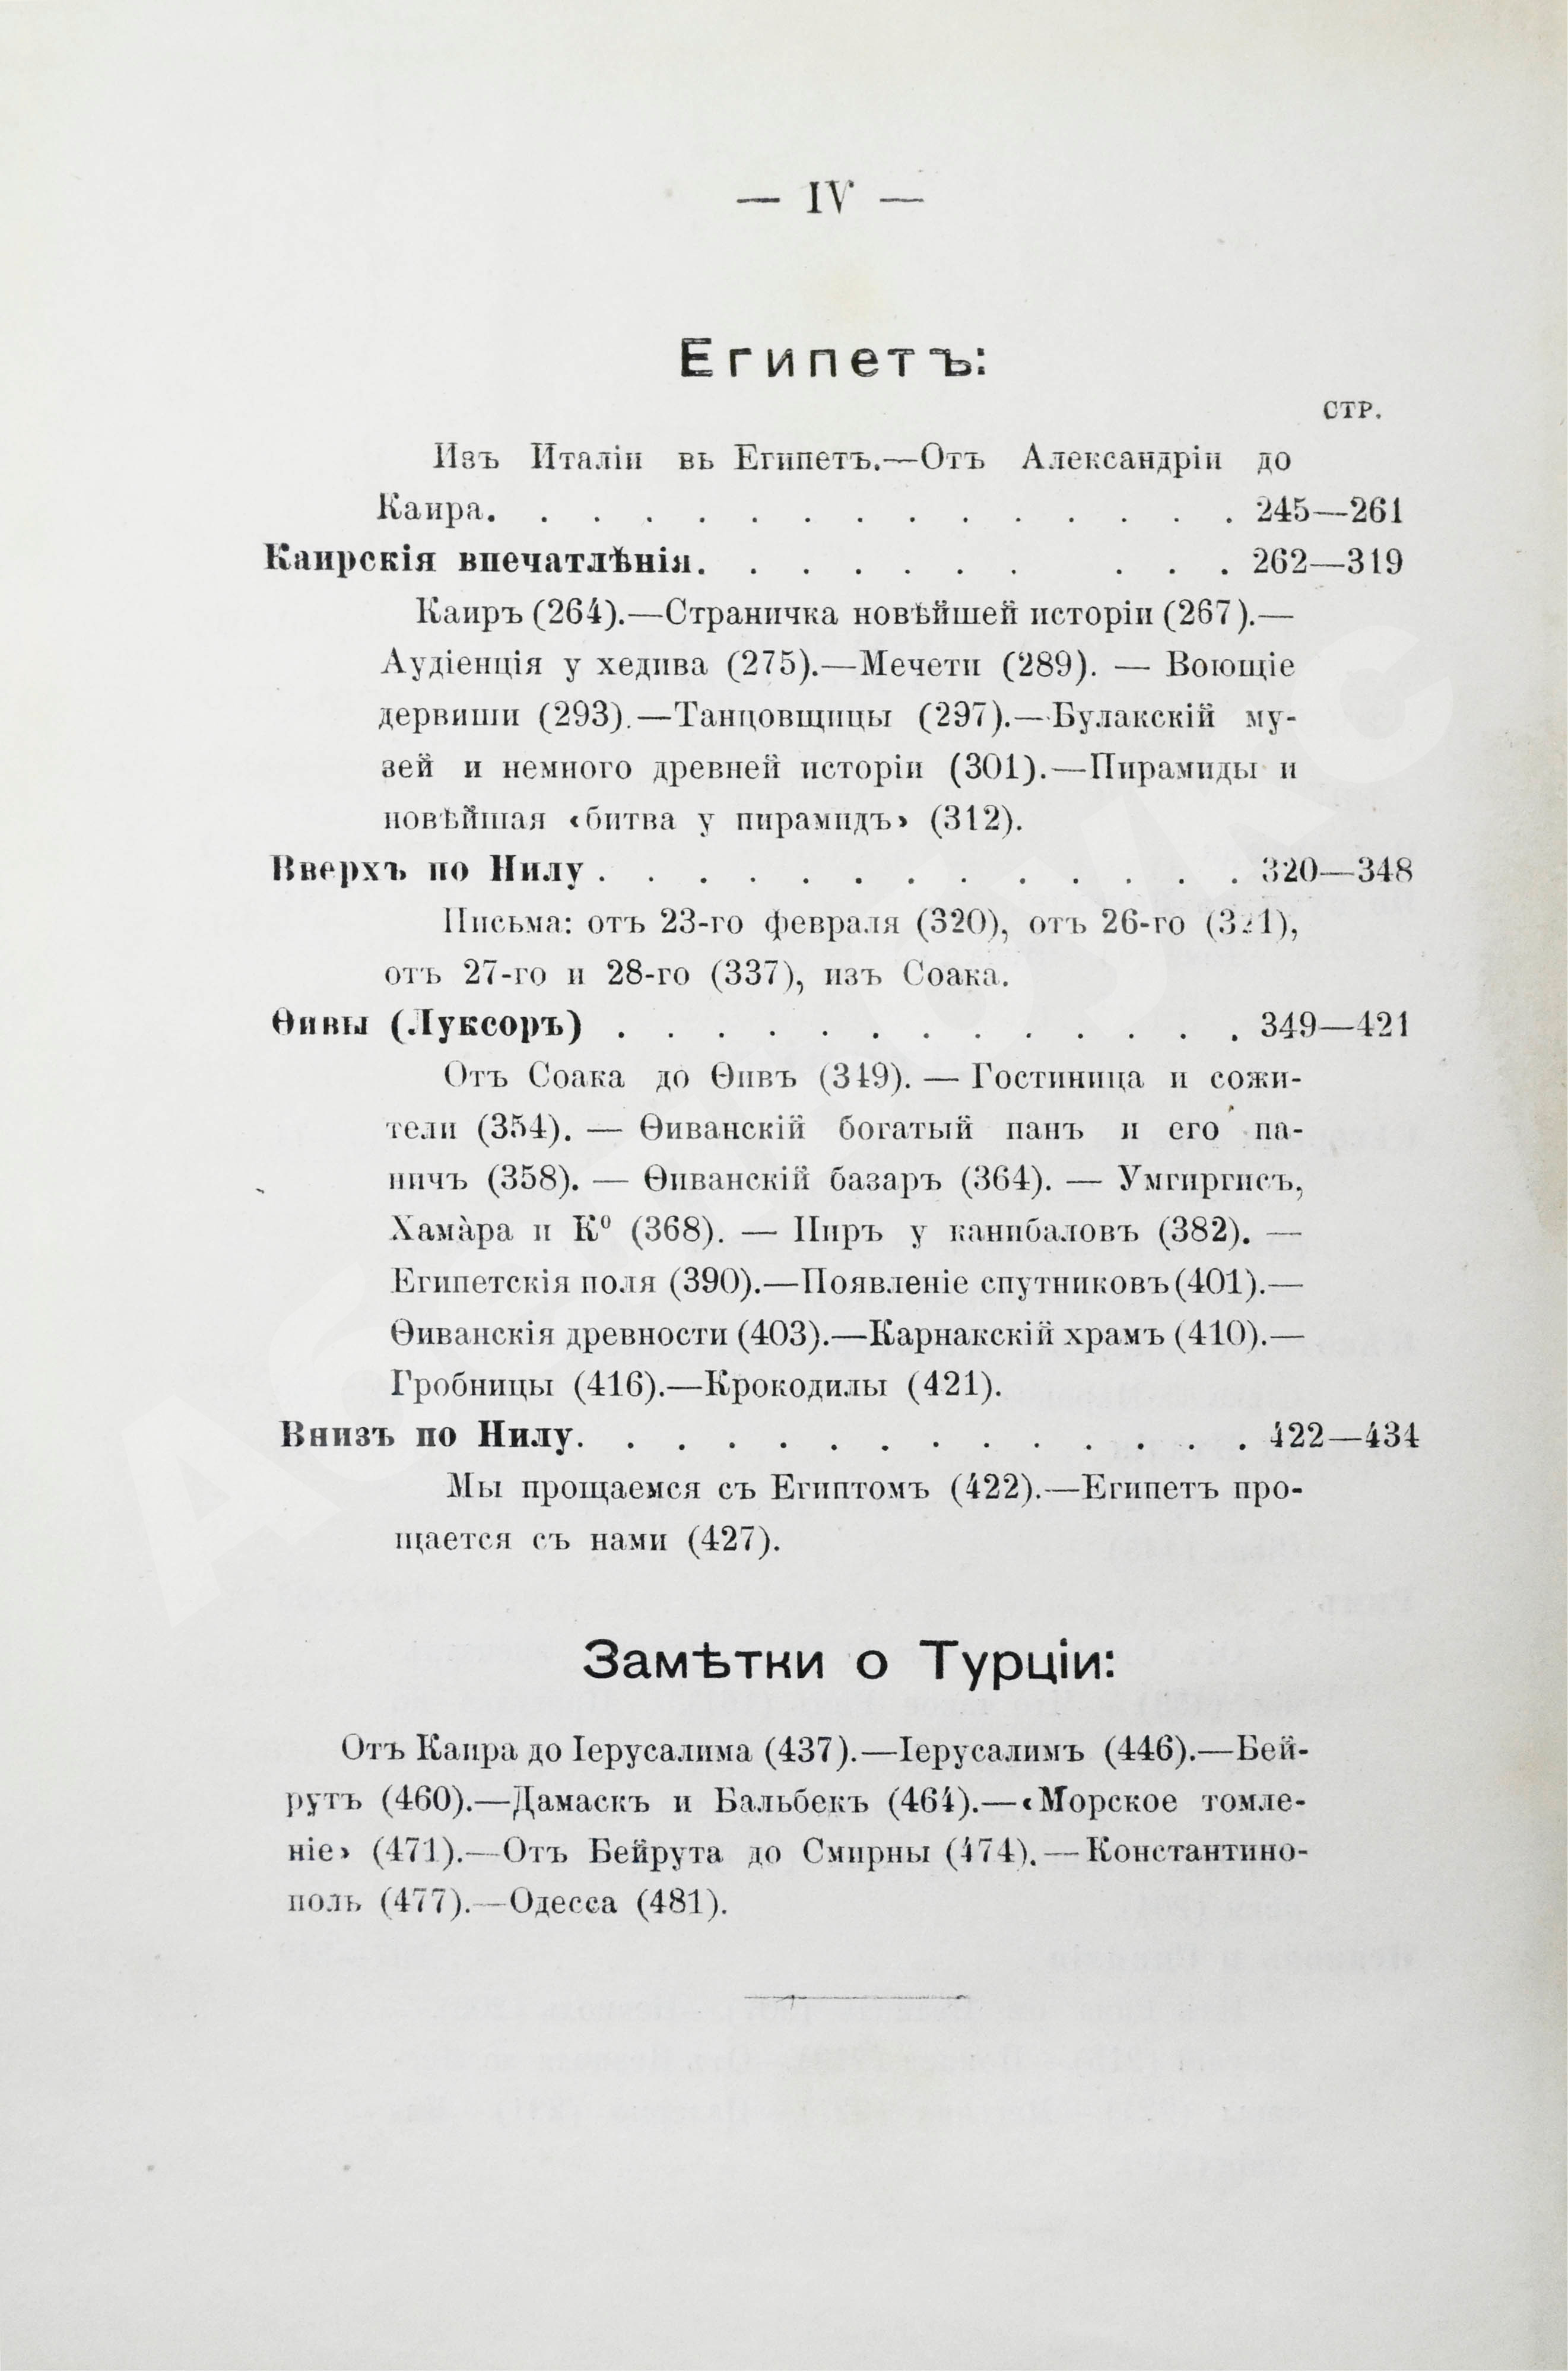 — IV —
Египетъ:
СТР.
Изъ Италіи вь Египетъ.—Отъ Александріи до
Каира. . . . . . . . . . . . . . . 245—261
Каирскія впечатлѣнія. . . . . . . . . . 262—319
Каиръ (264).—Страничка новѣйшей исторіи (267).—
Аудіенція у хедива (275).—Мечети (289). — Воющіе
дервиши (293).—Танцовщицы (297).—Булакскій му-
зей и немного древней исторіи (301).—Пирамиды и
новѣйшая «битва у пирамидъ» (312).
Вверхъ по Нилу . . . . . . . . . . . . . 320—348
Письма: отъ 23-го февраля (320), отъ 26-го
отъ 27-го и 28-го (337), изъ Соака.
Ѳивы (Луксоръ) . . . . . . . . . . . . . 349—421
Отъ Соака до Ѳивъ (349). — Гостиница и сожи-
тели (354). — Ѳиванскій богатый панъ и его па-
ничъ (358). — Ѳиванскій базаръ (364). — Умгиргисъ,
Хама̀ра и К⁰ (368). — Пиръ у канибаловъ (382). —
Египетскія поля (390).—Появленіе спутниковъ (401).—
Ѳиванскія древности (403).—Карнакскій храмъ (410).—
Гробницы (416).—Крокодилы (421).
Внизъ по Нилу. . . . . . . . . . . . . . 422—434
Мы прощаемся съ Египтомъ (422).—Египетъ про-
щается съ нами (427).
Замѣтки о Турціи:
Отъ Каира до Іерусалима (437).—Іерусалимъ (446).—Бей-
рутъ (460).—Дамаскъ и Бальбекъ (464).—«Морское томле-
ніе» (471).—Отъ Бейрута до Смирны (474).—Константино-
поль (477).—Одесса (481).